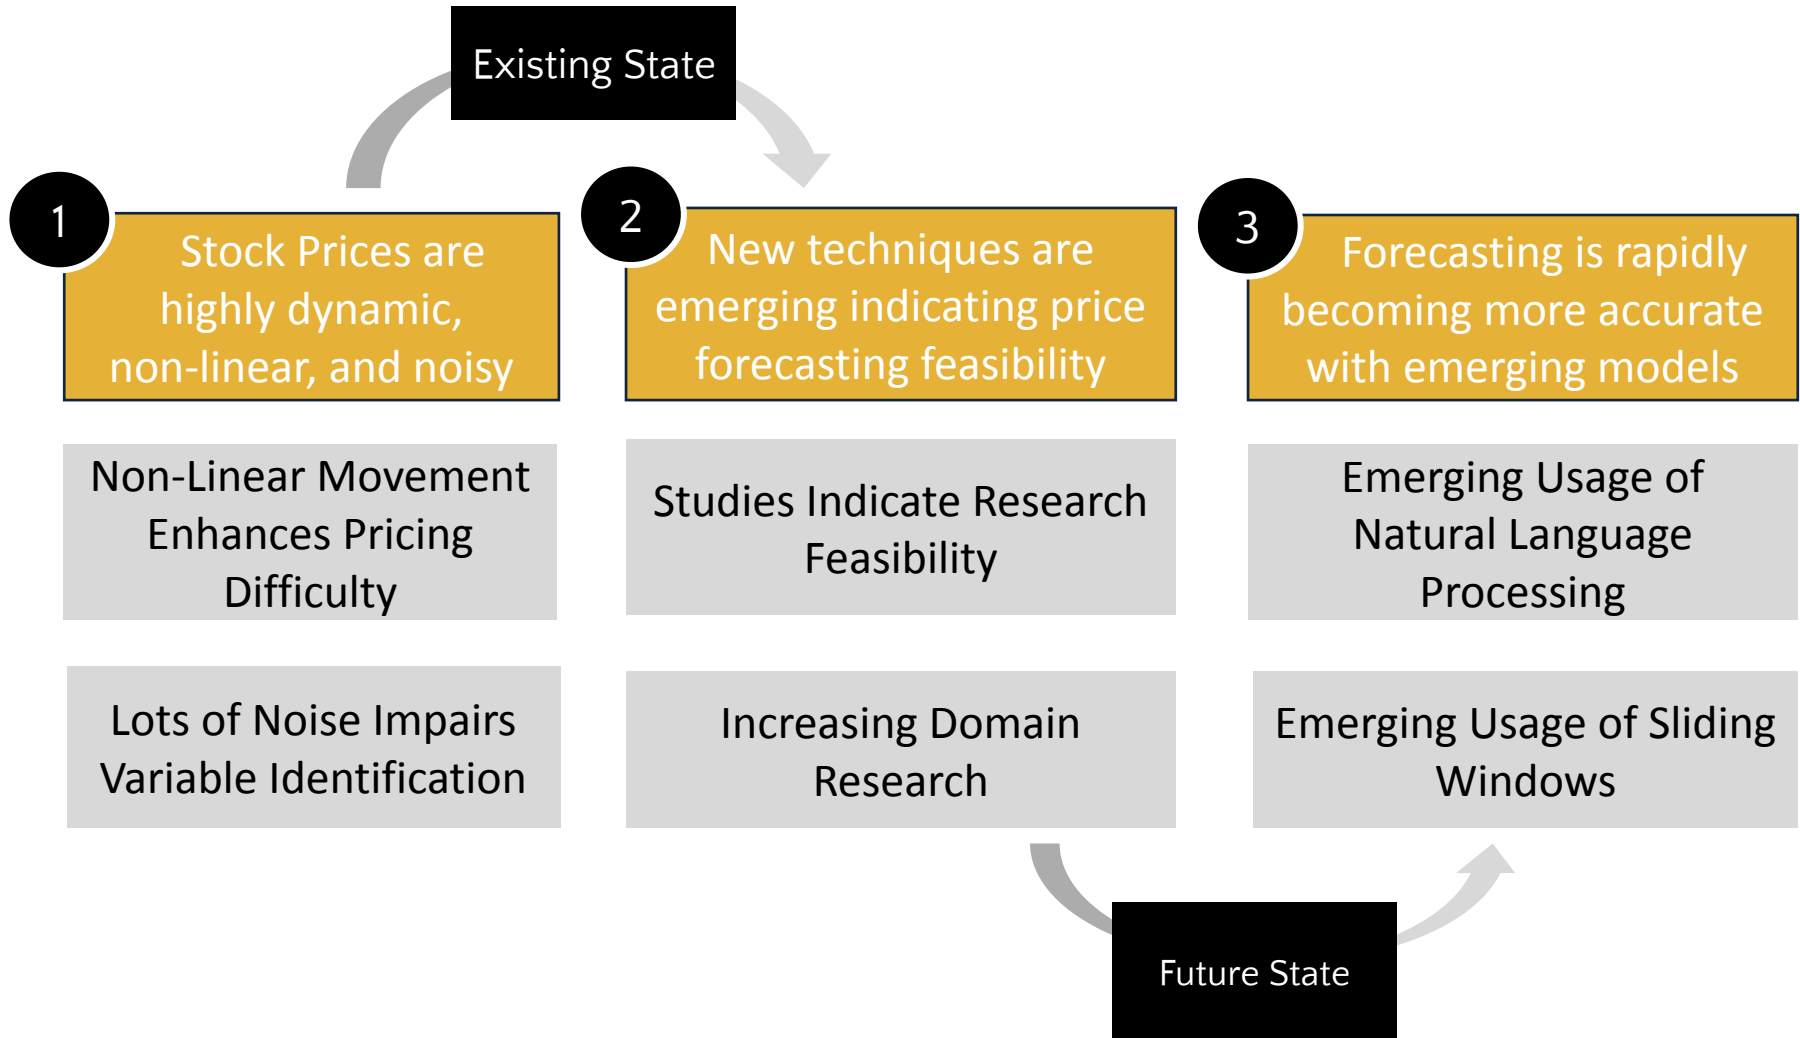 Existing State
1
Stock Prices are
highly dynamic,
non-linear, and noisy
Non-Linear Movement
Enhances Pricing
Difficulty
Lots of Noise Impairs
Variable Identification
2
New techniques are
emerging indicating price
forecasting feasibility
Studies Indicate Research
Feasibility
Increasing Domain
Research
3
Forecasting is rapidly
becoming more accurate
with emerging models
Emerging Usage of
Natural Language
Processing
Emerging Usage of Sliding
Windows
Future State